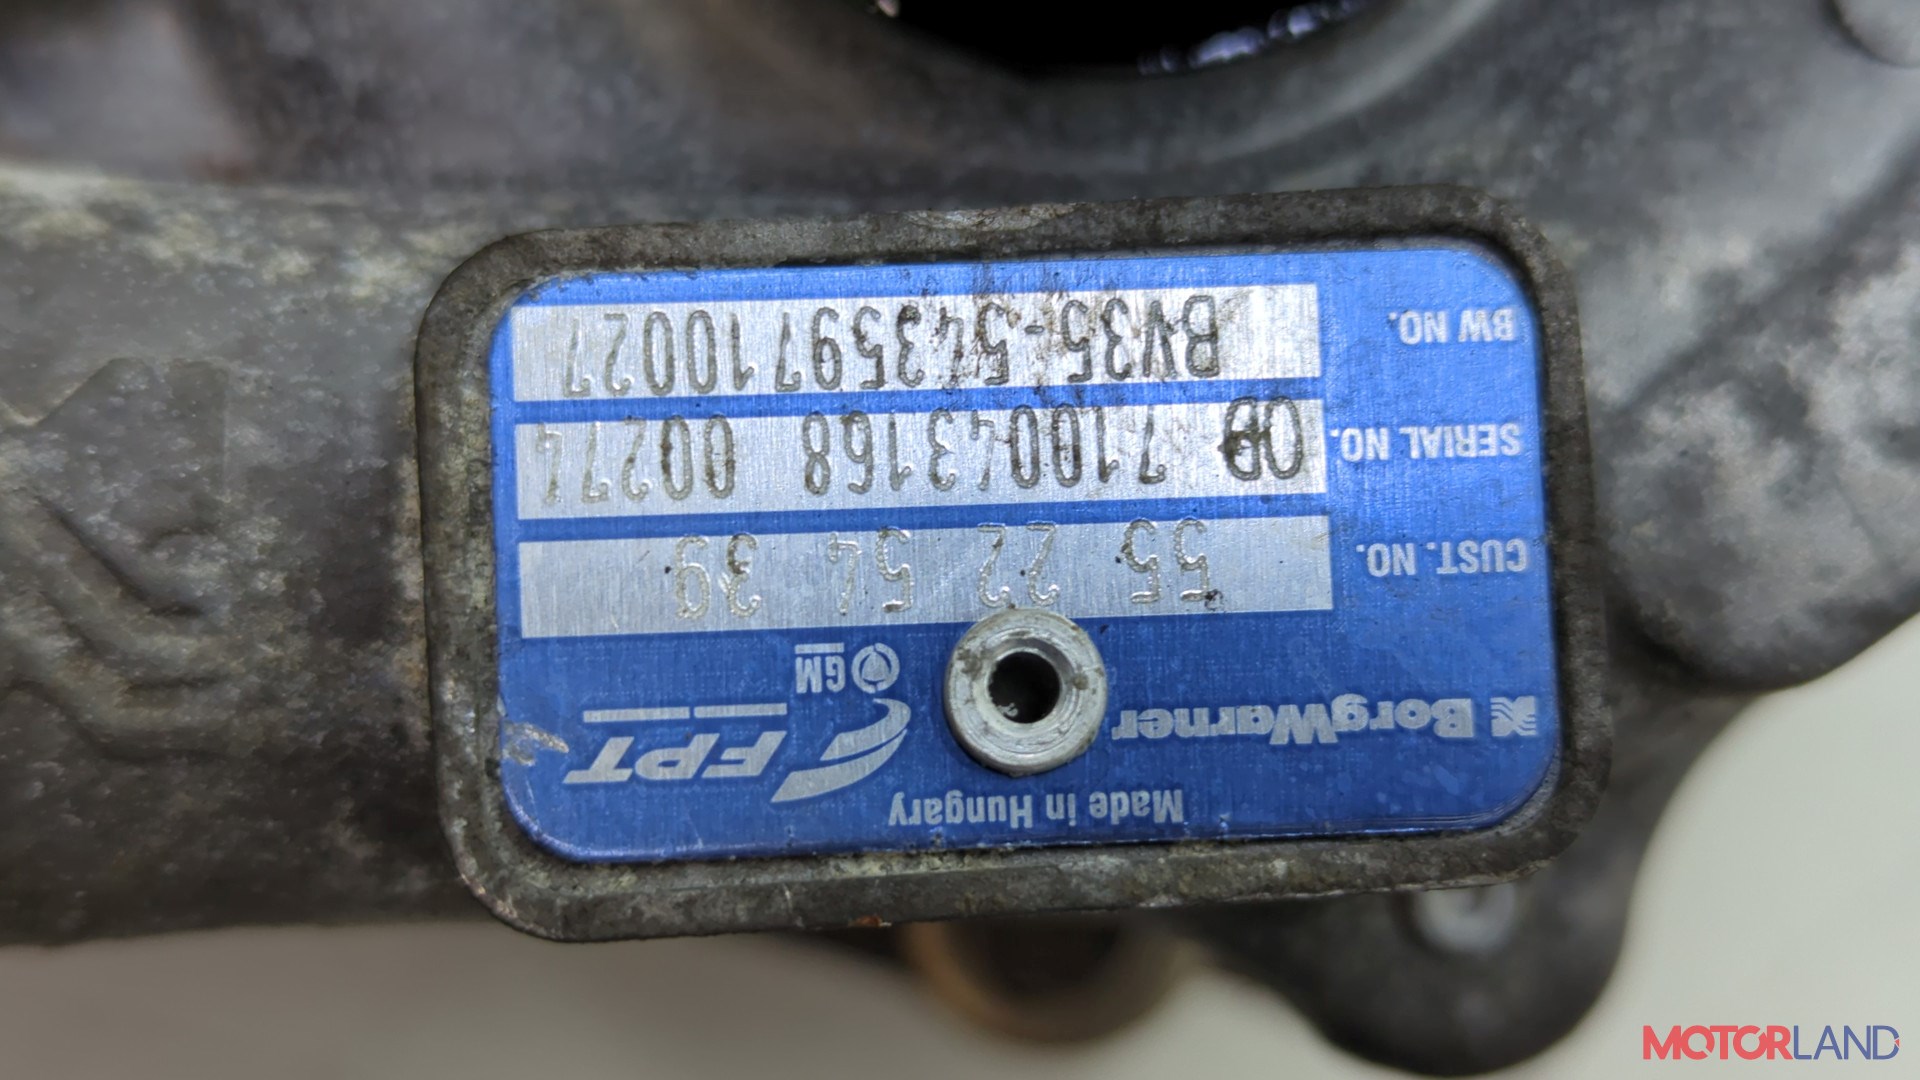 Made in Hungary
BorgWarner FPT GM
CUST. NO. 55 22 54 39
SERIAL NO. 710043168 00274
BW NO. BV35-54359710027
MOTORLAND